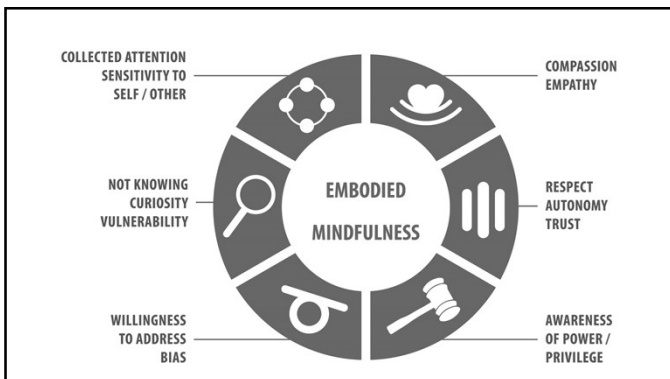 COLLECTED ATTENTION
SENSITIVITY TO
SELF / OTHER
COMPASSION
EMPATHY
NOT KNOWING
CURIOSITY
VULNERABILITY
EMBODIED
MINDFULNESS
RESPECT
AUTONOMY
TRUST
WILLINGNESS
TO ADDRESS
BIAS
AWARENESS
OF POWER /
PRIVILEGE